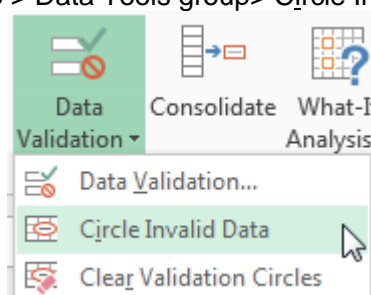 > Data Tools group> Circle I
Data Consolidate What-I
Validation Analysis
Data Validation...
Circle Invalid Data
Clear Validation Circles